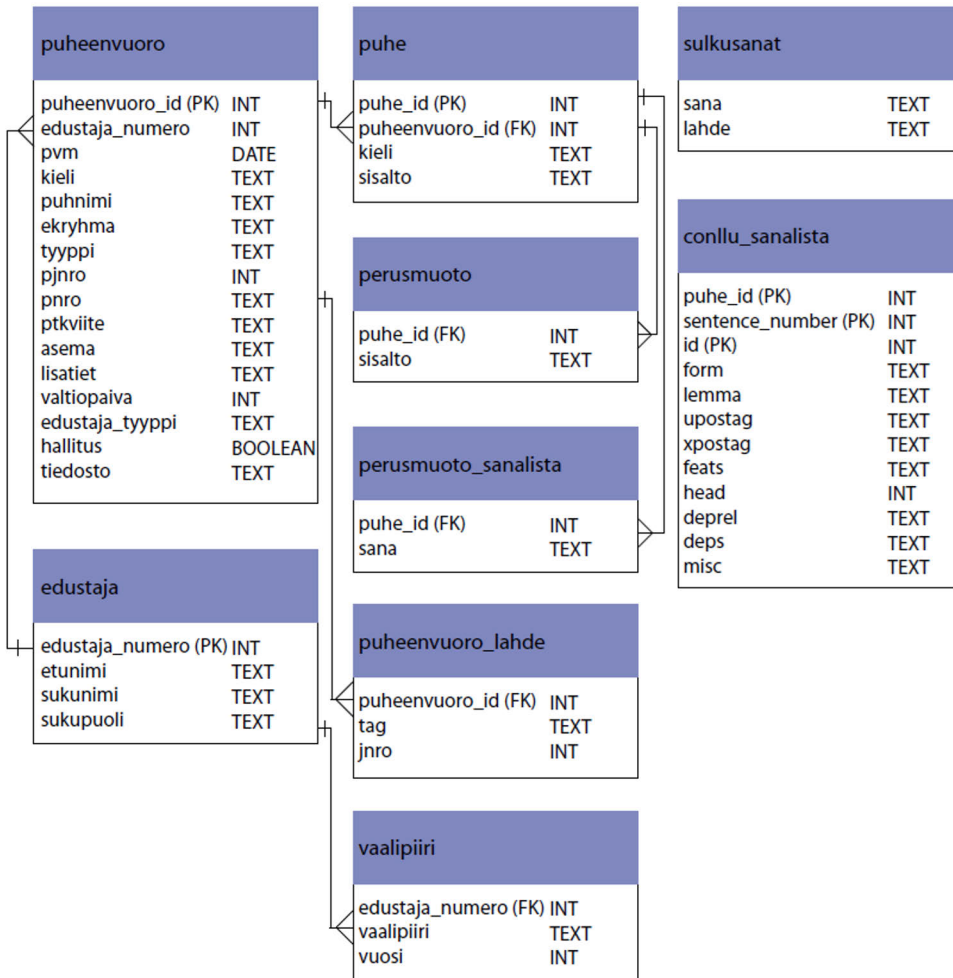 puheenvuoro
puheenvuoro_id (PK) INT
edustaja_numero INT
pvm DATE
kieli TEXT
puhnimi TEXT
ekryhma TEXT
tyyppi TEXT
pjnro INT
pnro TEXT
ptkviite TEXT
asema TEXT
lisatiet TEXT
valtiopaiva INT
edustaja_tyyppi TEXT
hallitus BOOLEAN
tiedosto TEXT
edustaja
edustaja_numero (PK) INT
etunimi TEXT
sukunimi TEXT
sukupuoli TEXT
puhe
puhe_id (PK) INT
puheenvuoro_id (FK) INT
kieli TEXT
sisalto TEXT
perusmuoto
puhe_id (FK) INT
sisalto TEXT
perusmuoto_sanalista
puhe_id (FK) INT
sana TEXT
puheenvuoro_lahde
puheenvuoro_id (FK) INT
tag TEXT
jnro INT
vaalipiiri
edustaja_numero (FK) INT
vaalipiiri TEXT
vuosi INT
sulkusanat
sana TEXT
lahde TEXT
conllu_sanalista
puhe_id (PK) INT
sentence_number (PK) INT
id (PK) INT
form TEXT
lemma TEXT
upostag TEXT
xpostag TEXT
feats TEXT
head INT
deprel TEXT
deps TEXT
misc TEXT